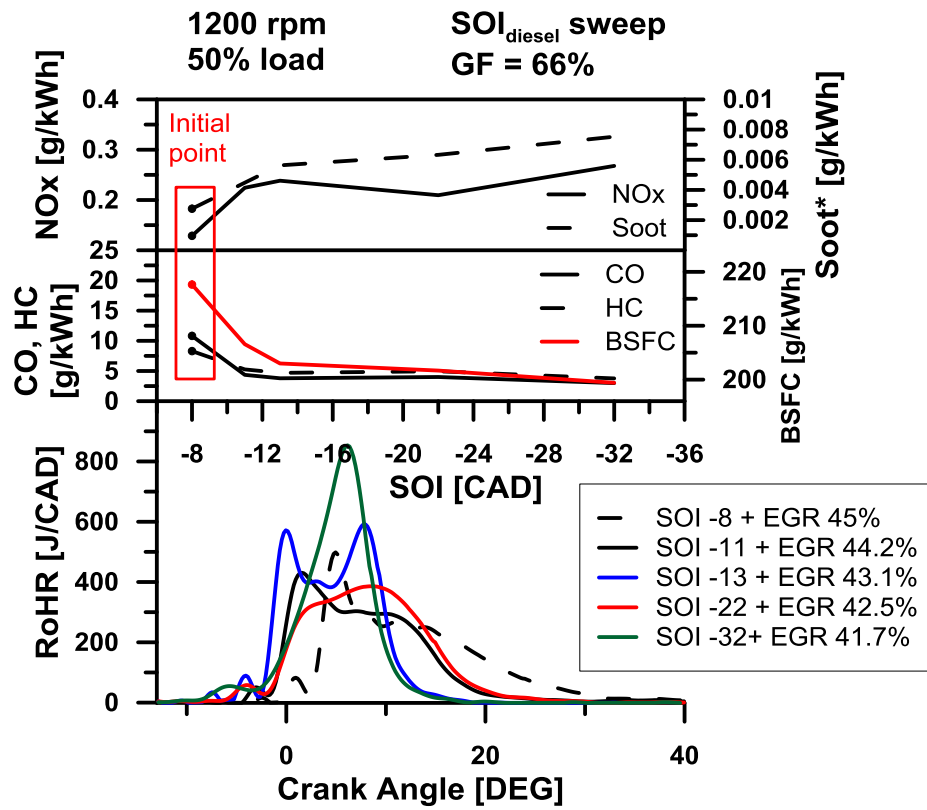 1200 rpm
50% load
SOIdiesel sweep
GF = 66%
NOx [g/kWh]
0.4
0.3
0.2
Initial
point
NOx
Soot
0.01
0.008
0.006
0.004
0.002
Soot* [g/kWh]
CO, HC
[g/kWh]
25
20
15
10
5
0
CO
HC
BSFC
220
210
200
BSFC [g/kWh]
-8
-12
-16
-20
-24
-28
-32
-36
SOI [CAD]
RoHR [J/CAD]
800
600
400
200
0
SOI -8 + EGR 45%
SOI -11 + EGR 44.2%
SOI -13 + EGR 43.1%
SOI -22 + EGR 42.5%
SOI -32+ EGR 41.7%
0
20
40
Crank Angle [DEG]